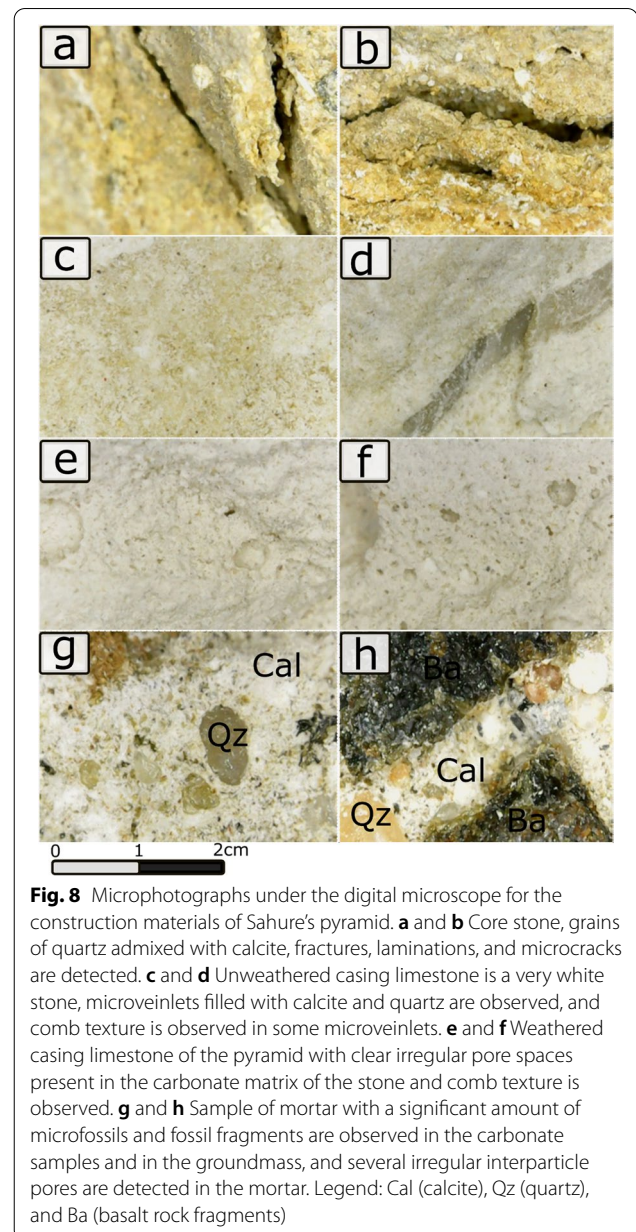 a
b
c
d
e
f
g
Cal
Qz
h
Ba
Cal
Qz
Ba
0 1 2cm
Fig. 8 Microphotographs under the digital microscope for the
construction materials of Sahure’s pyramid. a and b Core stone, grains
of quartz admixed with calcite, fractures, laminations, and microcracks
are detected. c and d Unweathered casing limestone is a very white
stone, microveinlets filled with calcite and quartz are observed, and
comb texture is observed in some microveinlets. e and f Weathered
casing limestone of the pyramid with clear irregular pore spaces
present in the carbonate matrix of the stone and comb texture is
observed. g and h Sample of mortar with a significant amount of
microfossils and fossil fragments are observed in the carbonate
samples and in the groundmass, and several irregular interparticle
pores are detected in the mortar. Legend: Cal (calcite), Qz (quartz),
and Ba (basalt rock fragments)